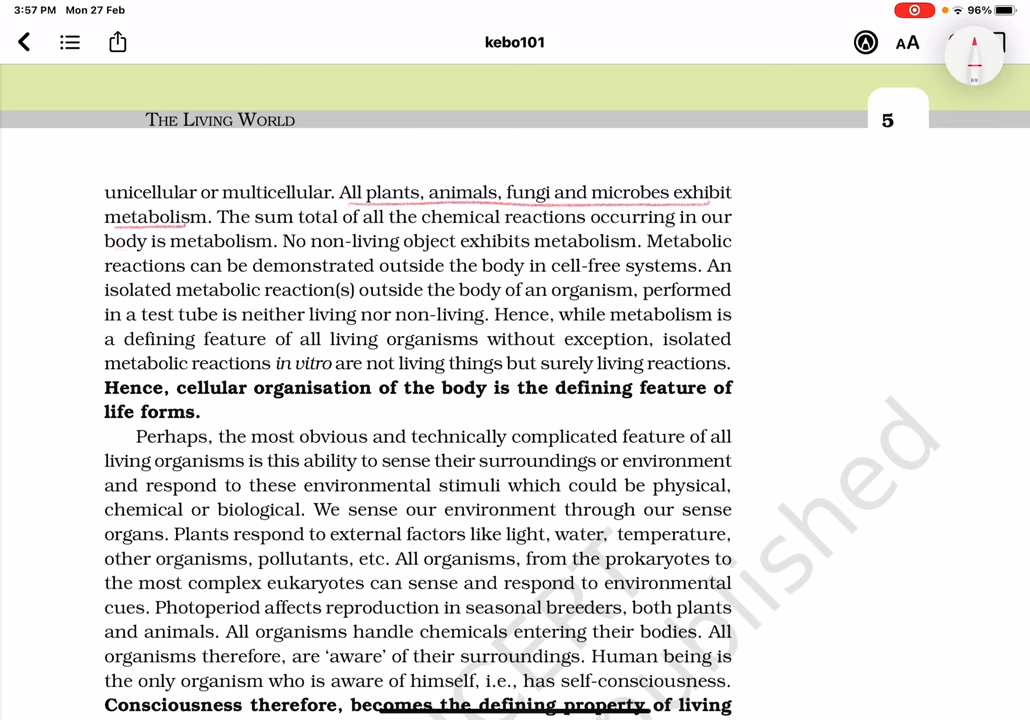 3:57 PM Mon 27 Feb
96%
kebo101
AA
THE LIVING WORLD
5
unicellular or multicellular. All plants, animals, fungi and microbes exhibit
metabolism. The sum total of all the chemical reactions occurring in our
body is metabolism. No non-living object exhibits metabolism. Metabolic
reactions can be demonstrated outside the body in cell-free systems. An
isolated metabolic reaction(s) outside the body of an organism, performed
in a test tube is neither living nor non-living. Hence, while metabolism is
a defining feature of all living organisms without exception, isolated
metabolic reactions in vitro are not living things but surely living reactions.
Hence, cellular organisation of the body is the defining feature of
life forms.
Perhaps, the most obvious and technically complicated feature of all
living organisms is this ability to sense their surroundings or environment
and respond to these environmental stimuli which could be physical,
chemical or biological. We sense our environment through our sense
organs. Plants respond to external factors like light, water, temperature,
other organisms, pollutants, etc. All organisms, from the prokaryotes to
the most complex eukaryotes can sense and respond to environmental
cues. Photoperiod affects reproduction in seasonal breeders, both plants
and animals. All organisms handle chemicals entering their bodies. All
organisms therefore, are ‘aware’ of their surroundings. Human being is
the only organism who is aware of himself, i.e., has self-consciousness.
Consciousness therefore, becomes the defining property of living